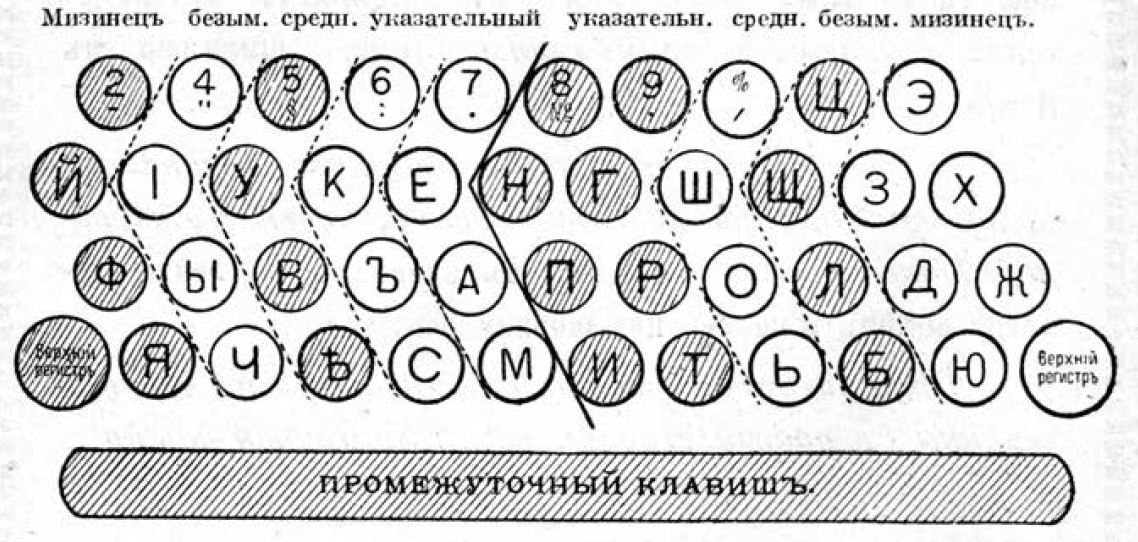 Мизинецъ безым. средн. указательный указательн. средн. безым. мизинецъ.
2 - 4 " 5 § 6 : 7 . 8 № 9 % , Ц Э
Й І У К Е Н Г Ш Щ З Х
Ф Ы В Ъ А П Р О Л Д Ж
Верхній регистръ Я Ч Ѣ С М И Т Ь Б Ю Верхній регистръ
ПРОМЕЖУТОЧНЫЙ КЛАВИШЪ.